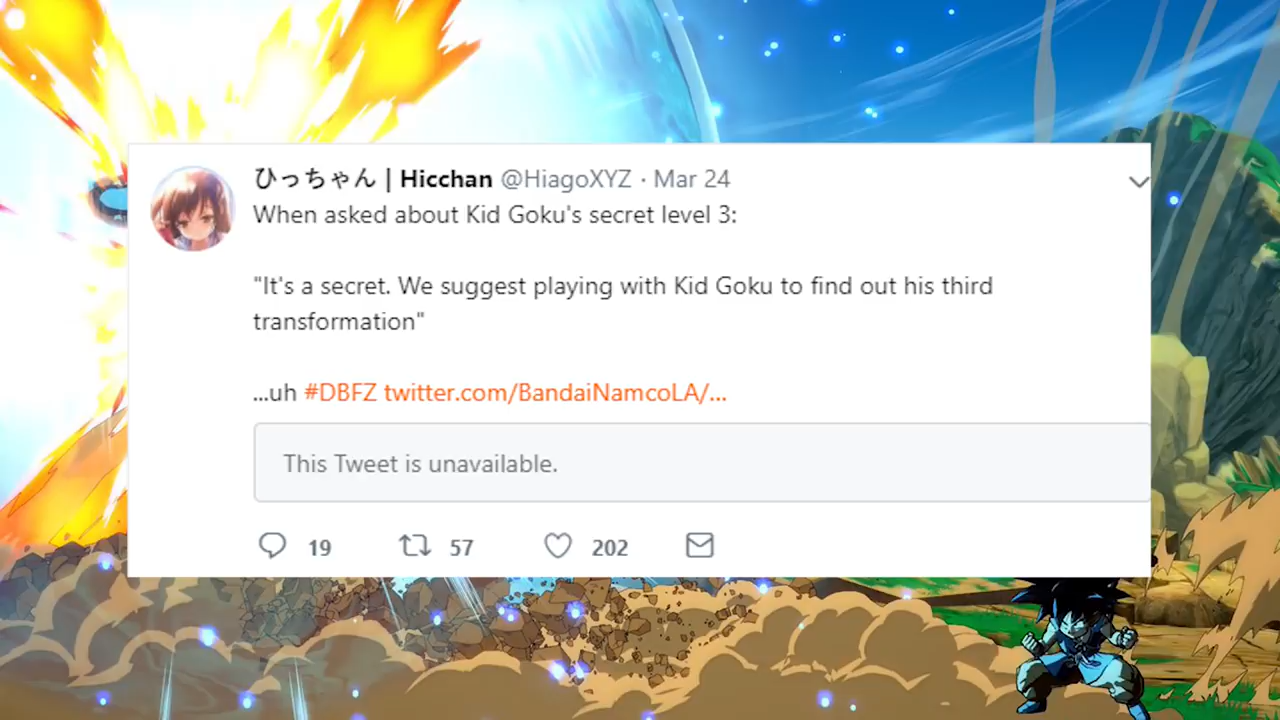 ひっちゃん | Hicchan @HiagoXYZ · Mar 24
When asked about Kid Goku's secret level 3:
"It's a secret. We suggest playing with Kid Goku to find out his third
transformation"
...uh #DBFZ twitter.com/BandaiNamcoLA/...
This Tweet is unavailable.
19 57 202